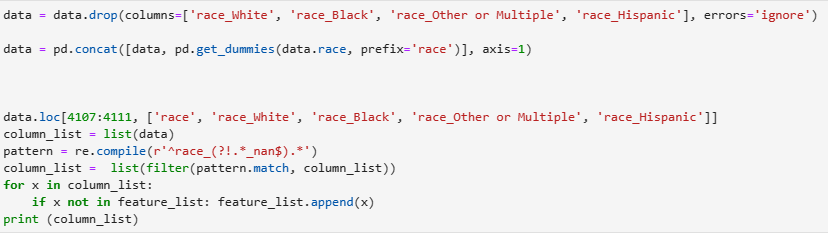 data = data.drop(columns=['race_White', 'race_Black', 'race_Other or Multiple', 'race_Hispanic'], errors='ignore')
data = pd.concat([data, pd.get_dummies(data.race, prefix='race')], axis=1)
data.loc[4107:4111, ['race', 'race_White', 'race_Black', 'race_Other or Multiple', 'race_Hispanic']]
column_list = list(data)
pattern = re.compile(r'^race_(?!.*_nan$).*')
column_list =  list(filter(pattern.match, column_list))
for x in column_list:
    if x not in feature_list: feature_list.append(x)
print (column_list)